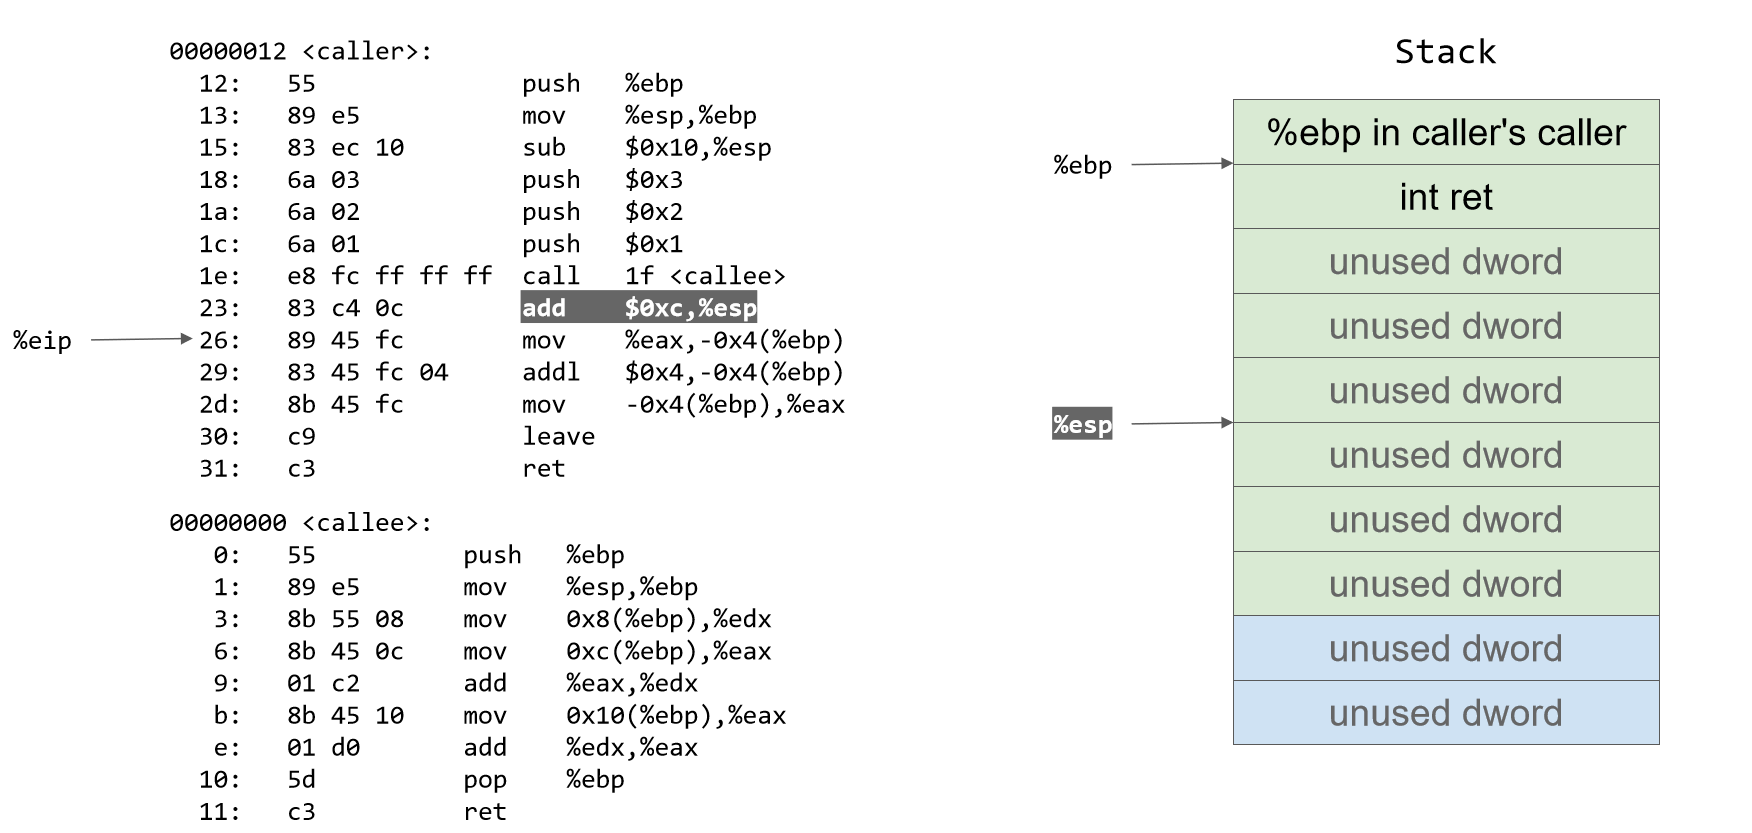 00000012 <caller>:
12: 55 push %ebp
13: 89 e5 mov %esp,%ebp
15: 83 ec 10 sub $0x10,%esp
18: 6a 03 push $0x3
1a: 6a 02 push $0x2
1c: 6a 01 push $0x1
1e: e8 fc ff ff ff call 1f <callee>
23: 83 c4 0c add $0xc,%esp
%eip
26: 89 45 fc mov %eax,-0x4(%ebp)
29: 83 45 fc 04 addl $0x4,-0x4(%ebp)
2d: 8b 45 fc mov -0x4(%ebp),%eax
30: c9 leave
31: c3 ret
00000000 <callee>:
0: 55 push %ebp
1: 89 e5 mov %esp,%ebp
3: 8b 55 08 mov 0x8(%ebp),%edx
6: 8b 45 0c mov 0xc(%ebp),%eax
9: 01 c2 add %eax,%edx
b: 8b 45 10 mov 0x10(%ebp),%eax
e: 01 d0 add %edx,%eax
10: 5d pop %ebp
11: c3 ret
Stack
%ebp in caller's caller
%ebp
int ret
unused dword
unused dword
unused dword
%esp
unused dword
unused dword
unused dword
unused dword
unused dword